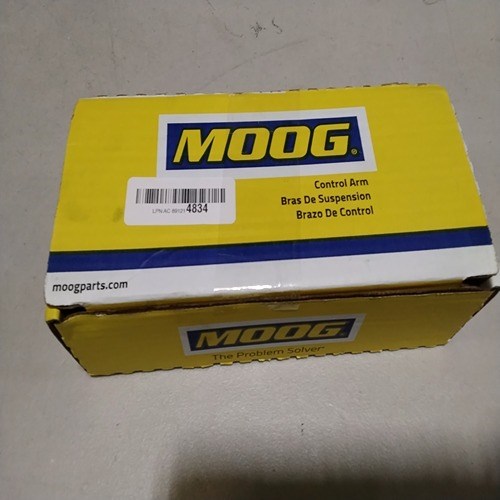 MOOG®
Control Arm
Bras De Suspension
Brazo De Control
4834
moogparts.com
MOOG
The Problem Solver